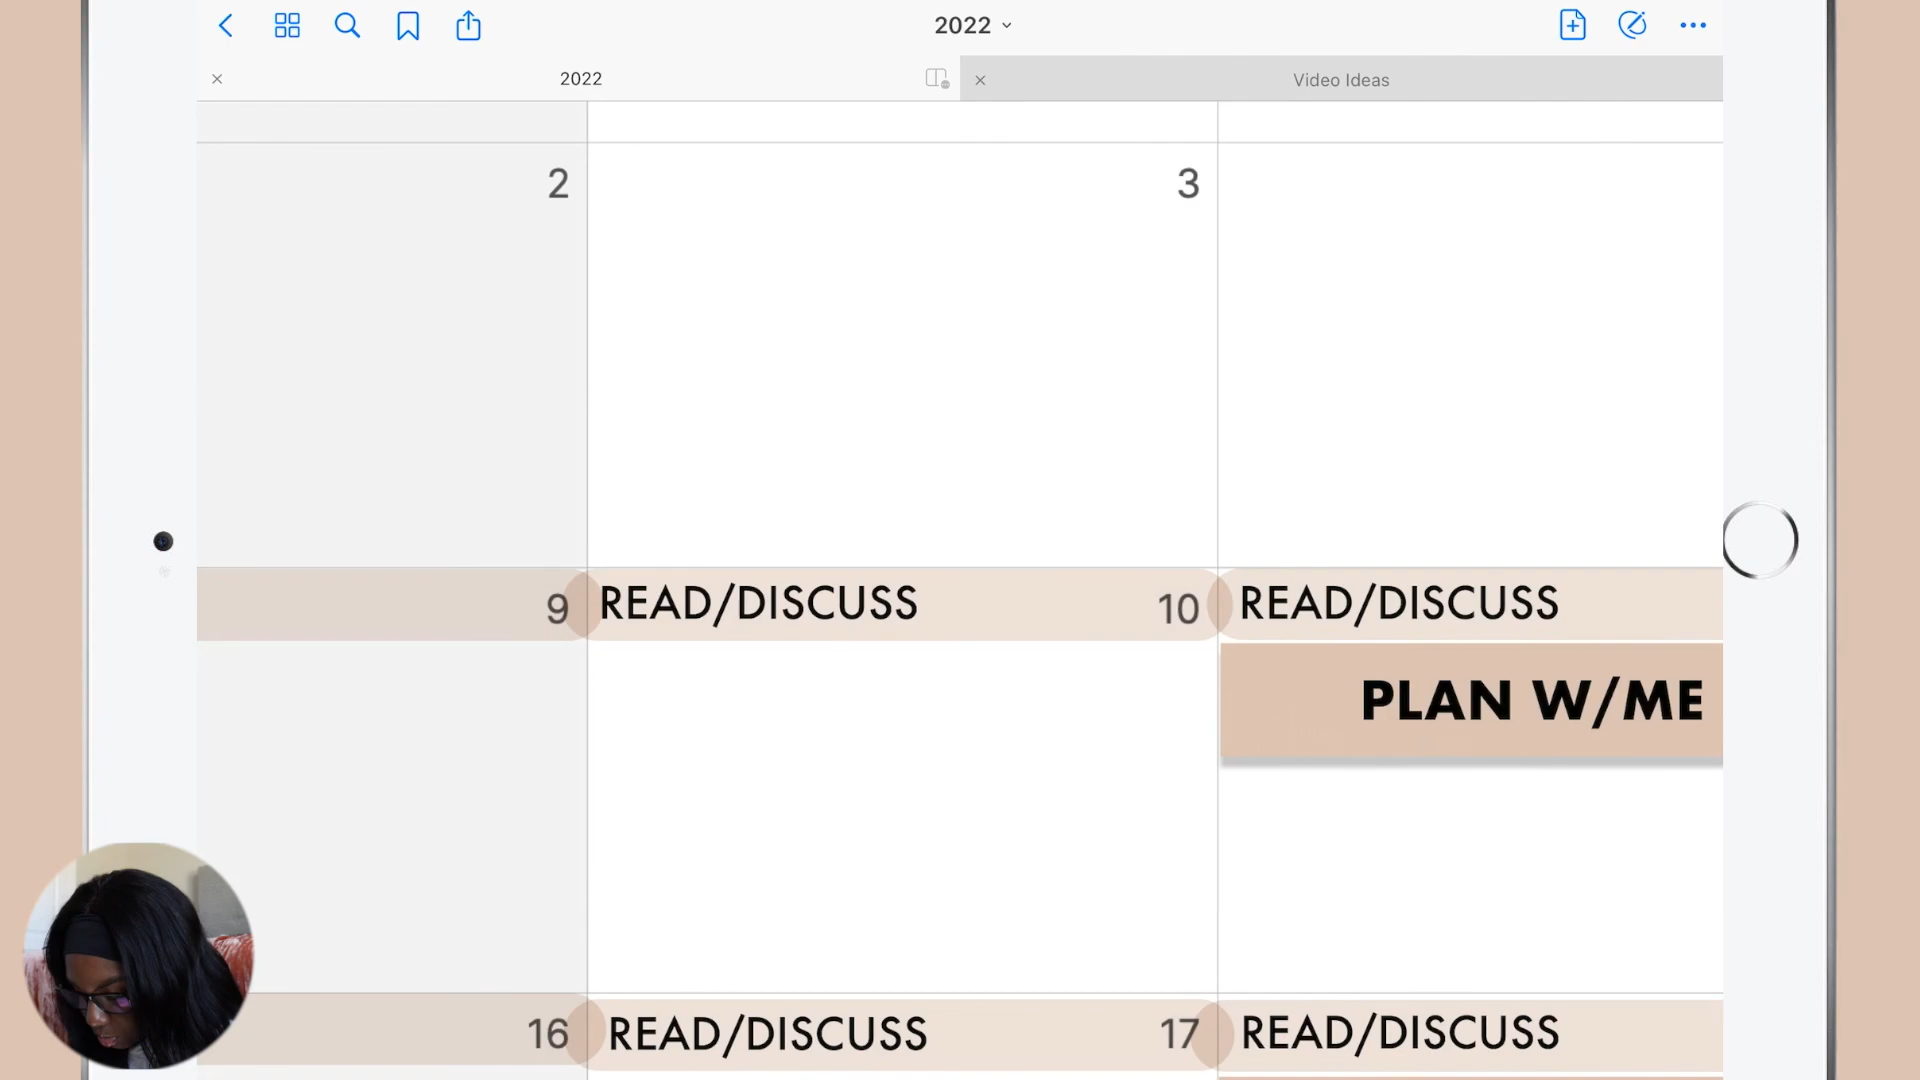 2022
2022
Video Ideas
2
3
9
READ/DISCUSS
10
READ/DISCUSS
PLAN W/ME
16
READ/DISCUSS
17
READ/DISCUSS